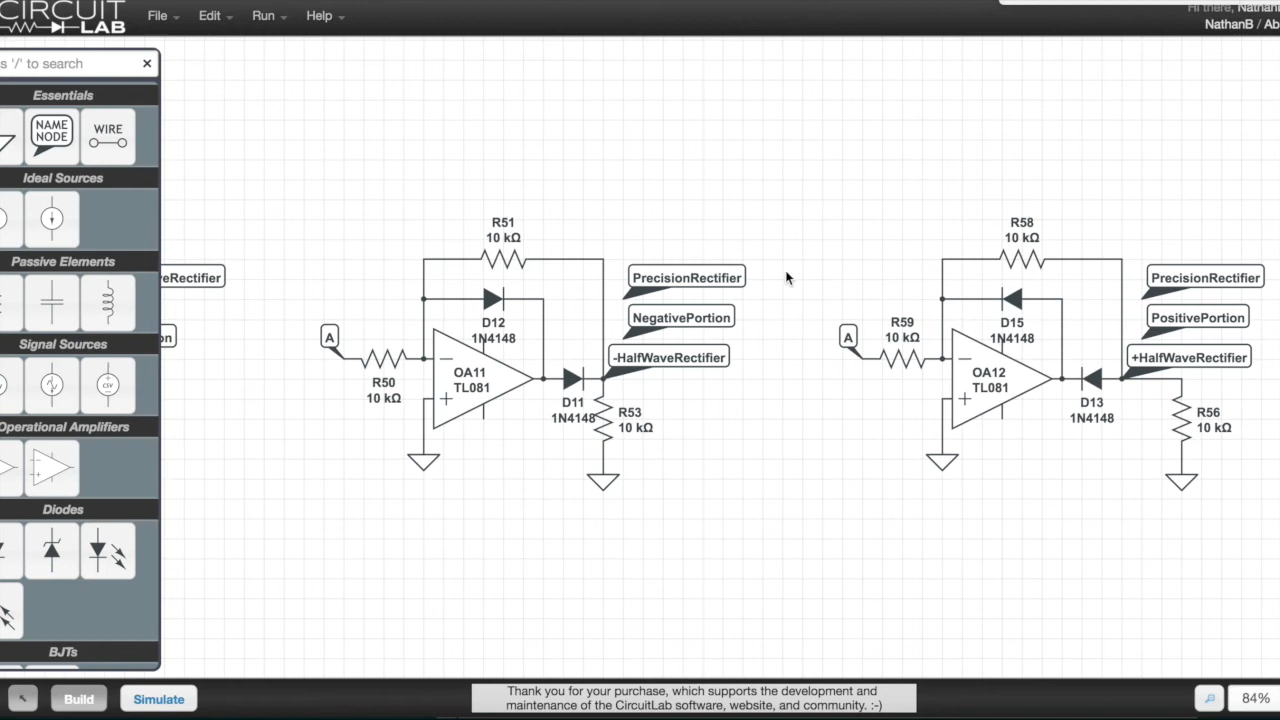 CIRCUIT
LAB
File
Edit
Run
Help
Hi there,
NathanB /
'/' to search
×
Essentials
NAME
NODE
WIRE
Ideal Sources
Passive Elements
Signal Sources
csv
Operational Amplifiers
Diodes
BJTs
A
R50
10 kΩ
R51
10 kΩ
D12
1N4148
OA11
TL081
−
+
D11
1N4148
R53
10 kΩ
PrecisionRectifier
NegativePortion
-HalfWaveRectifier
A
R59
10 kΩ
R58
10 kΩ
D15
1N4148
OA12
TL081
−
+
D13
1N4148
R56
10 kΩ
PrecisionRectifier
PositivePortion
+HalfWaveRectifier
Build
Simulate
Thank you for your purchase, which supports the development and
maintenance of the CircuitLab software, website, and community. :-)
84%